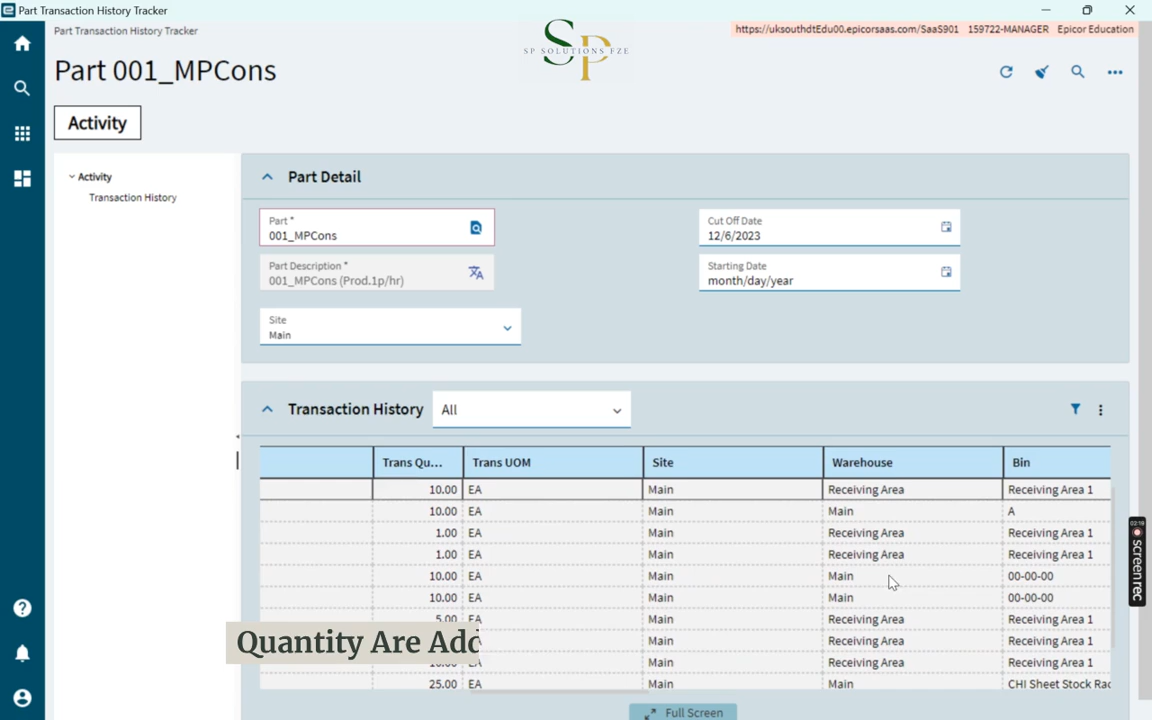 Part Transaction History Tracker
Part Transaction History Tracker
SP
SP SOLUTIONS FZE
https://uksouthdtEdu00.epicorsaas.com/SaaS901 159722-MANAGER Epicor Education
Part 001_MPCons
Activity
Activity
Transaction History
Part Detail
Part *
001_MPCons
Cut Off Date
12/6/2023
Part Description *
001_MPCons (Prod.1p/hr)
Starting Date
month/day/year
Site
Main
Transaction History All
Trans Qu... Trans UOM Site Warehouse Bin
10.00 EA Main Receiving Area Receiving Area 1
10.00 EA Main Main A
1.00 EA Main Receiving Area Receiving Area 1
1.00 EA Main Receiving Area Receiving Area 1
10.00 EA Main Main 00-00-00
10.00 EA Main Main 00-00-00
5.00 EA Main Receiving Area Receiving Area 1
Main Receiving Area Receiving Area 1
EA Main Receiving Area Receiving Area 1
25.00 EA Main Main CHI Sheet Stock Rac
Quantity Are Add
Full Screen
02:19
screenrec